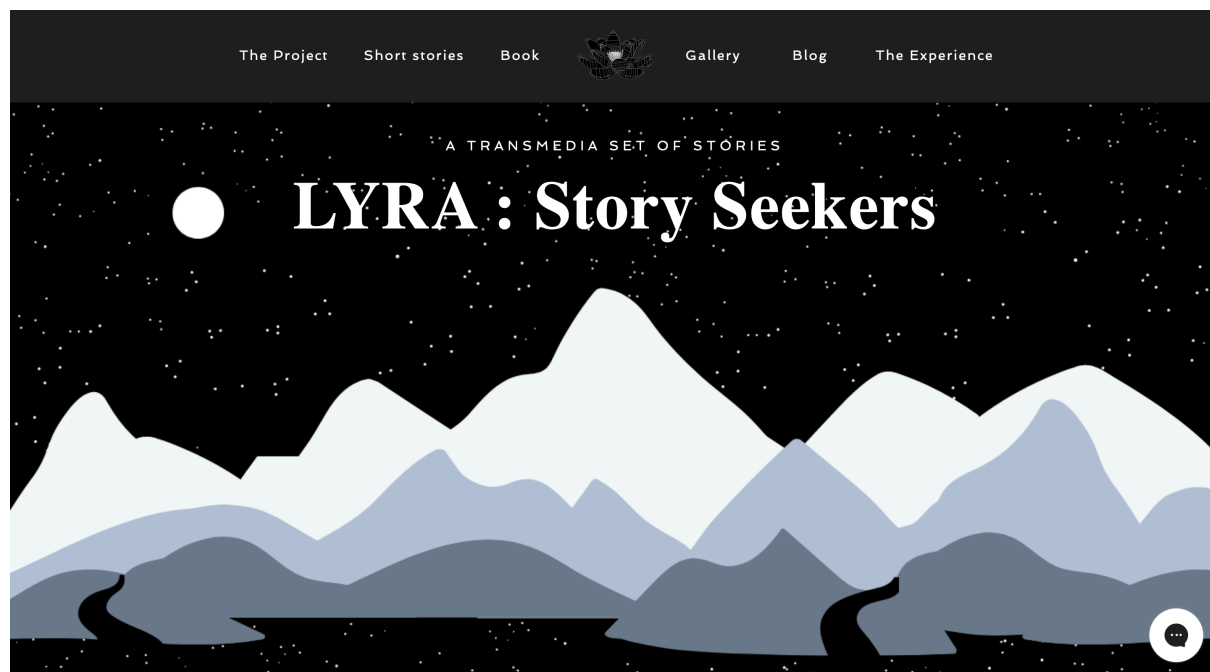 The Project Short stories Book Gallery Blog The Experience
A TRANSMEDIA SET OF STORIES
LYRA : Story Seekers